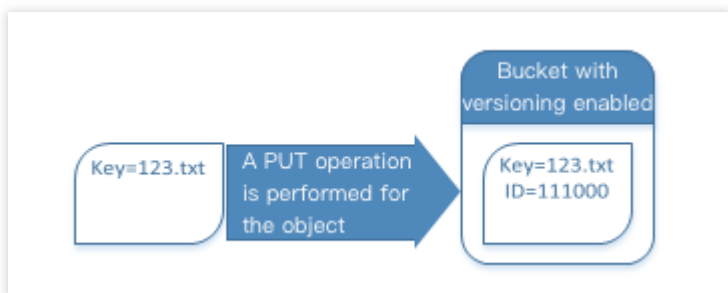 Key=123.txt
A PUT operation
is performed for
the object
Bucket with
versioning enabled
Key=123.txt
ID=111000